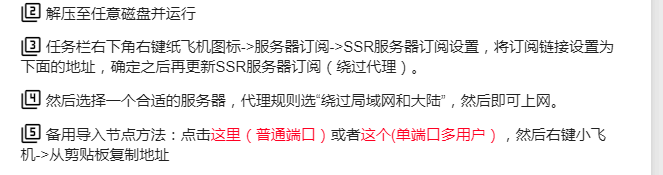 2 解压至任意磁盘并运行
3 任务栏右下角右键纸飞机图标->服务器订阅->SSR服务器订阅设置，将订阅链接设置为
下面的地址，确定之后再更新SSR服务器订阅（绕过代理）。
4 然后选择一个合适的服务器，代理规则选“绕过局域网和大陆”，然后即可上网。
5 备用导入节点方法：点击这里（普通端口）或者这个(单端口多用户），然后右键小飞
机->从剪贴板复制地址